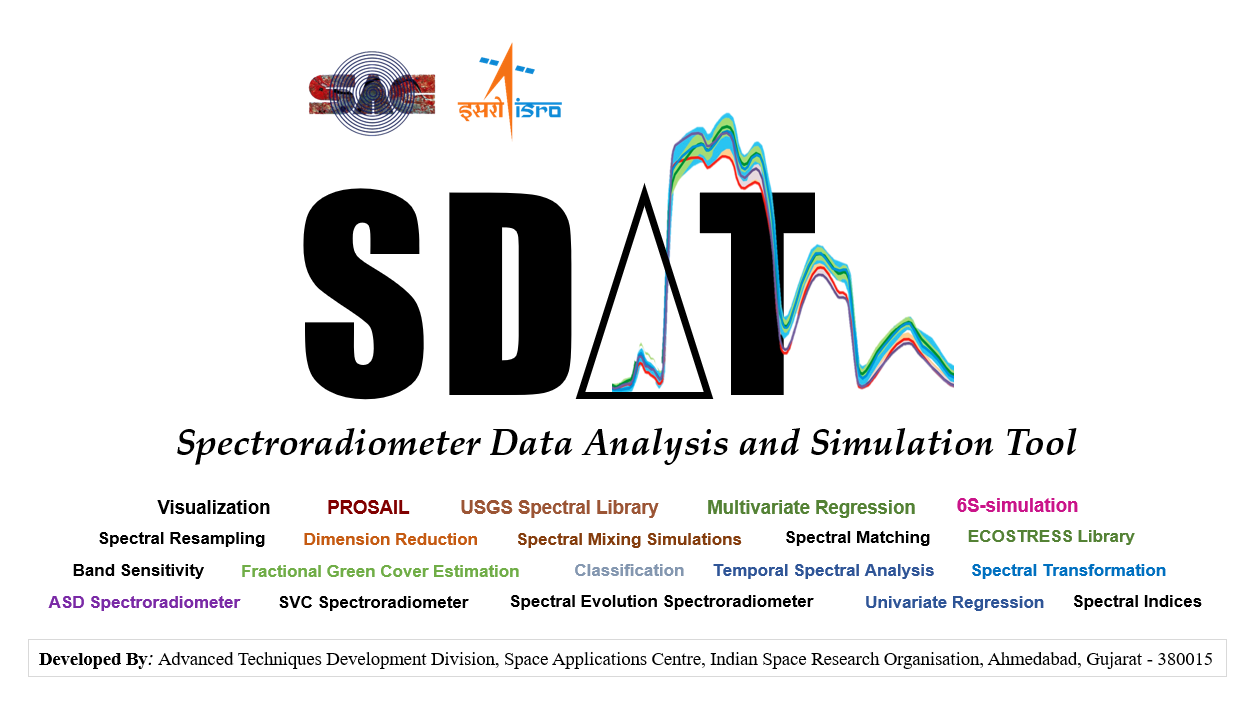 SAC
इसरो isro
SDAT
Spectroradiometer Data Analysis and Simulation Tool
Visualization PROSAIL USGS Spectral Library Multivariate Regression 6S-simulation
Spectral Resampling Dimension Reduction Spectral Mixing Simulations Spectral Matching ECOSTRESS Library
Band Sensitivity Fractional Green Cover Estimation Classification Temporal Spectral Analysis Spectral Transformation
ASD Spectroradiometer SVC Spectroradiometer Spectral Evolution Spectroradiometer Univariate Regression Spectral Indices
Developed By: Advanced Techniques Development Division, Space Applications Centre, Indian Space Research Organisation, Ahmedabad, Gujarat - 380015